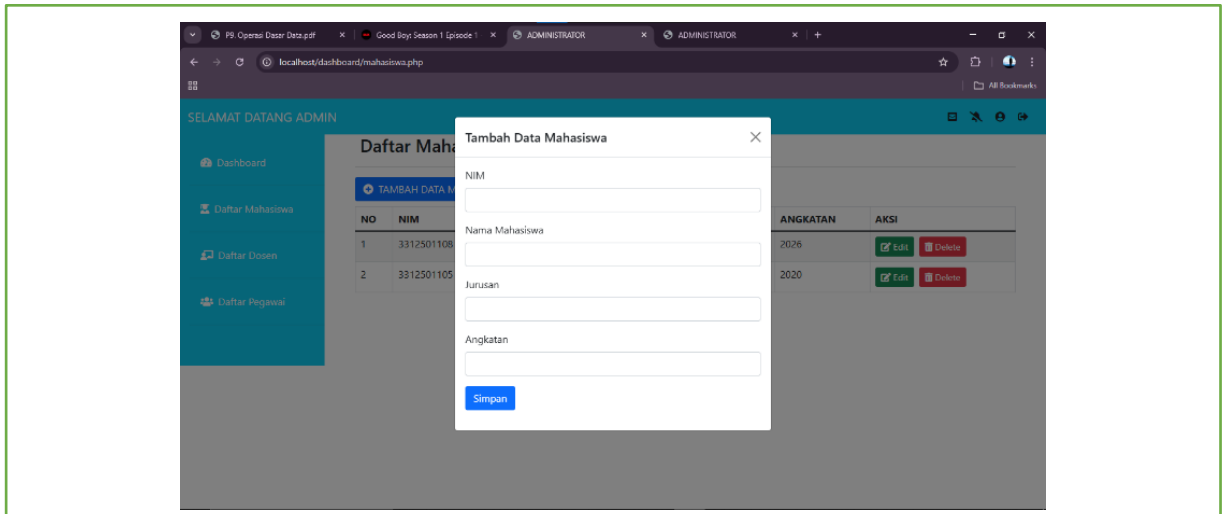 P9. Operasi Dasar Data.pdf
Good Boy: Season 1 Episode 1
ADMINISTRATOR
ADMINISTRATOR
localhost/dashboard/mahasiswa.php
All Bookmarks
SELAMAT DATANG ADMIN
Dashboard
Daftar Mahasiswa
Daftar Dosen
Daftar Pegawai
Daftar Maha
TAMBAH DATA M
NO NIM ANGKATAN AKSI
1 3312501108 2026 Edit Delete
2 3312501105 2020 Edit Delete
Tambah Data Mahasiswa
NIM
Nama Mahasiswa
Jurusan
Angkatan
Simpan